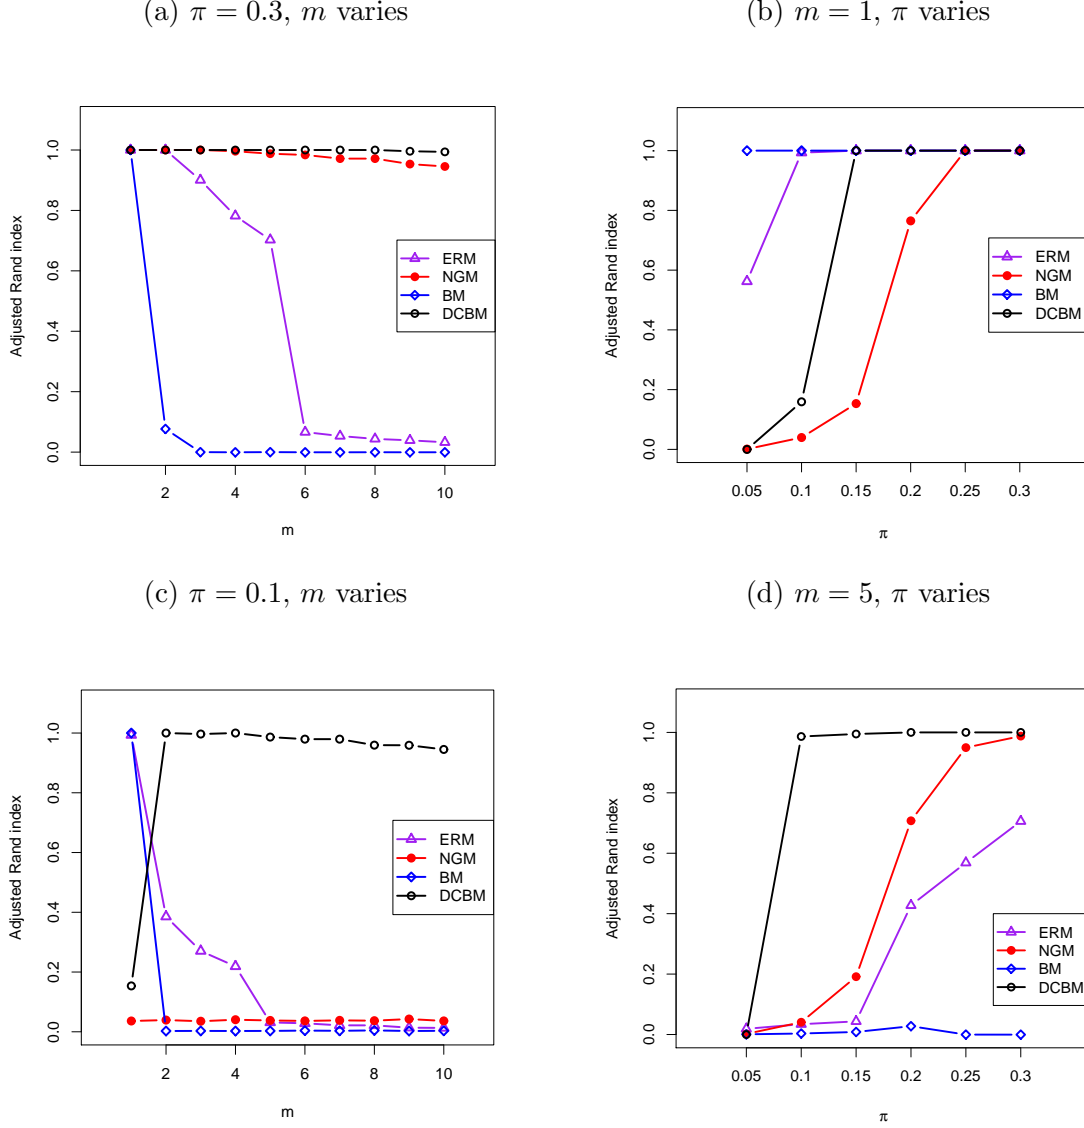 (a) π = 0.3, m varies
Adjusted Rand index
0.0 0.2 0.4 0.6 0.8 1.0
ERM
NGM
BM
DCBM
2 4 6 8 10
m
(b) m = 1, π varies
Adjusted Rand index
0.0 0.2 0.4 0.6 0.8 1.0
ERM
NGM
BM
DCBM
0.05 0.1 0.15 0.2 0.25 0.3
π
(c) π = 0.1, m varies
Adjusted Rand index
0.0 0.2 0.4 0.6 0.8 1.0
ERM
NGM
BM
DCBM
2 4 6 8 10
m
(d) m = 5, π varies
Adjusted Rand index
0.0 0.2 0.4 0.6 0.8 1.0
ERM
NGM
BM
DCBM
0.05 0.1 0.15 0.2 0.25 0.3
π